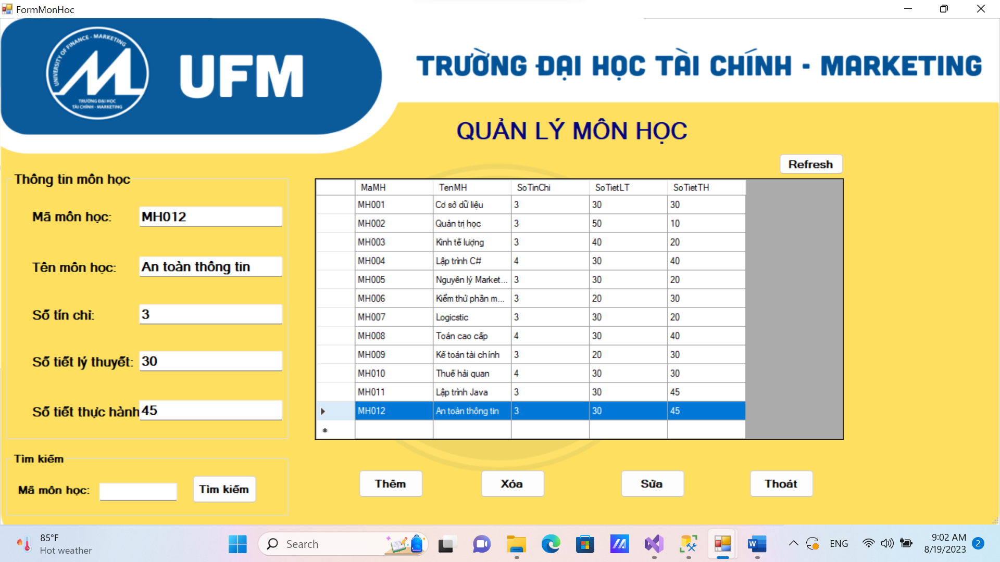 FormMonHoc
UNIVERSITY OF FINANCE - MARKETING
TRƯỜNG ĐẠI HỌC
TÀI CHÍNH - MARKETING
UFM
TRƯỜNG ĐẠI HỌC TÀI CHÍNH - MARKETING
QUẢN LÝ MÔN HỌC
Refresh
Thông tin môn học
Mã môn học: MH012
Tên môn học: An toàn thông tin
Số tín chỉ: 3
Số tiết lý thuyết: 30
Số tiết thực hành 45
MaMH TenMH SoTinChi SoTietLT SoTietTH
MH001 Cơ sở dữ liệu 3 30 30
MH002 Quản trị học 3 50 10
MH003 Kinh tế lượng 3 40 20
MH004 Lập trình C# 4 30 40
MH005 Nguyên lý Market... 3 30 20
MH006 Kiểm thử phần m... 3 20 30
MH007 Logicstic 3 30 20
MH008 Toán cao cấp 4 30 40
MH009 Kế toán tài chính 3 20 30
MH010 Thuế hải quan 4 30 30
MH011 Lập trình Java 3 30 45
MH012 An toàn thông tin 3 30 45
Tìm kiếm
Mã môn học: Tìm kiếm
Thêm Xóa Sửa Thoát
85°F
Hot weather
Search
ENG
9:02 AM
8/19/2023
2